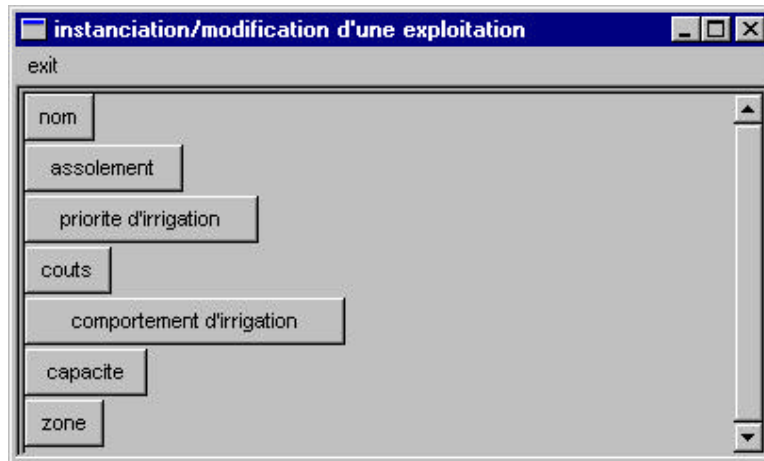 instanciation/modification d'une exploitation
exit
nom
assolement
priorite d'irrigation
couts
comportement d'irrigation
capacite
zone